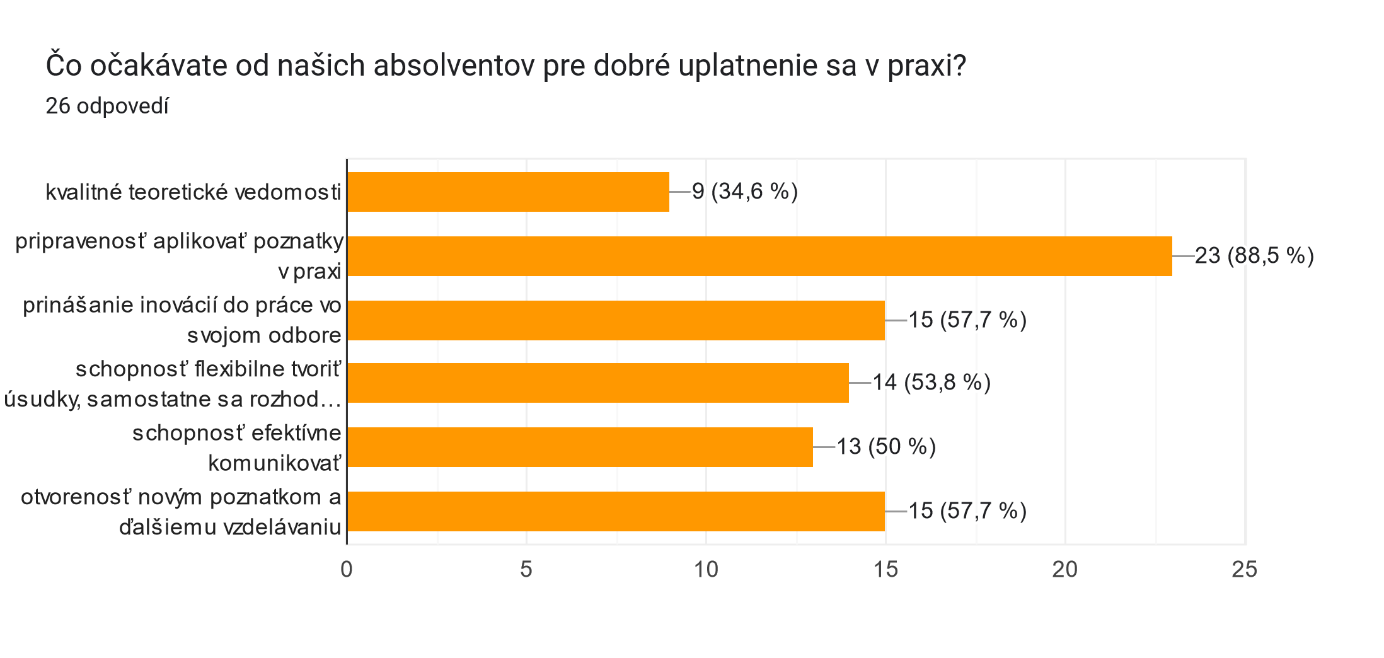 Čo očakávate od našich absolventov pre dobré uplatnenie sa v praxi?
26 odpovedí
kvalitné teoretické vedomosti
9 (34,6 %)
pripravenosť aplikovať poznatky
v praxi
23 (88,5 %)
prinášanie inovácií do práce vo
svojom odbore
15 (57,7 %)
schopnosť flexibilne tvoriť
úsudky, samostatne sa rozhod…
14 (53,8 %)
schopnosť efektívne
komunikovať
13 (50 %)
otvorenosť novým poznatkom a
ďalšiemu vzdelávaniu
15 (57,7 %)
0 5 10 15 20 25